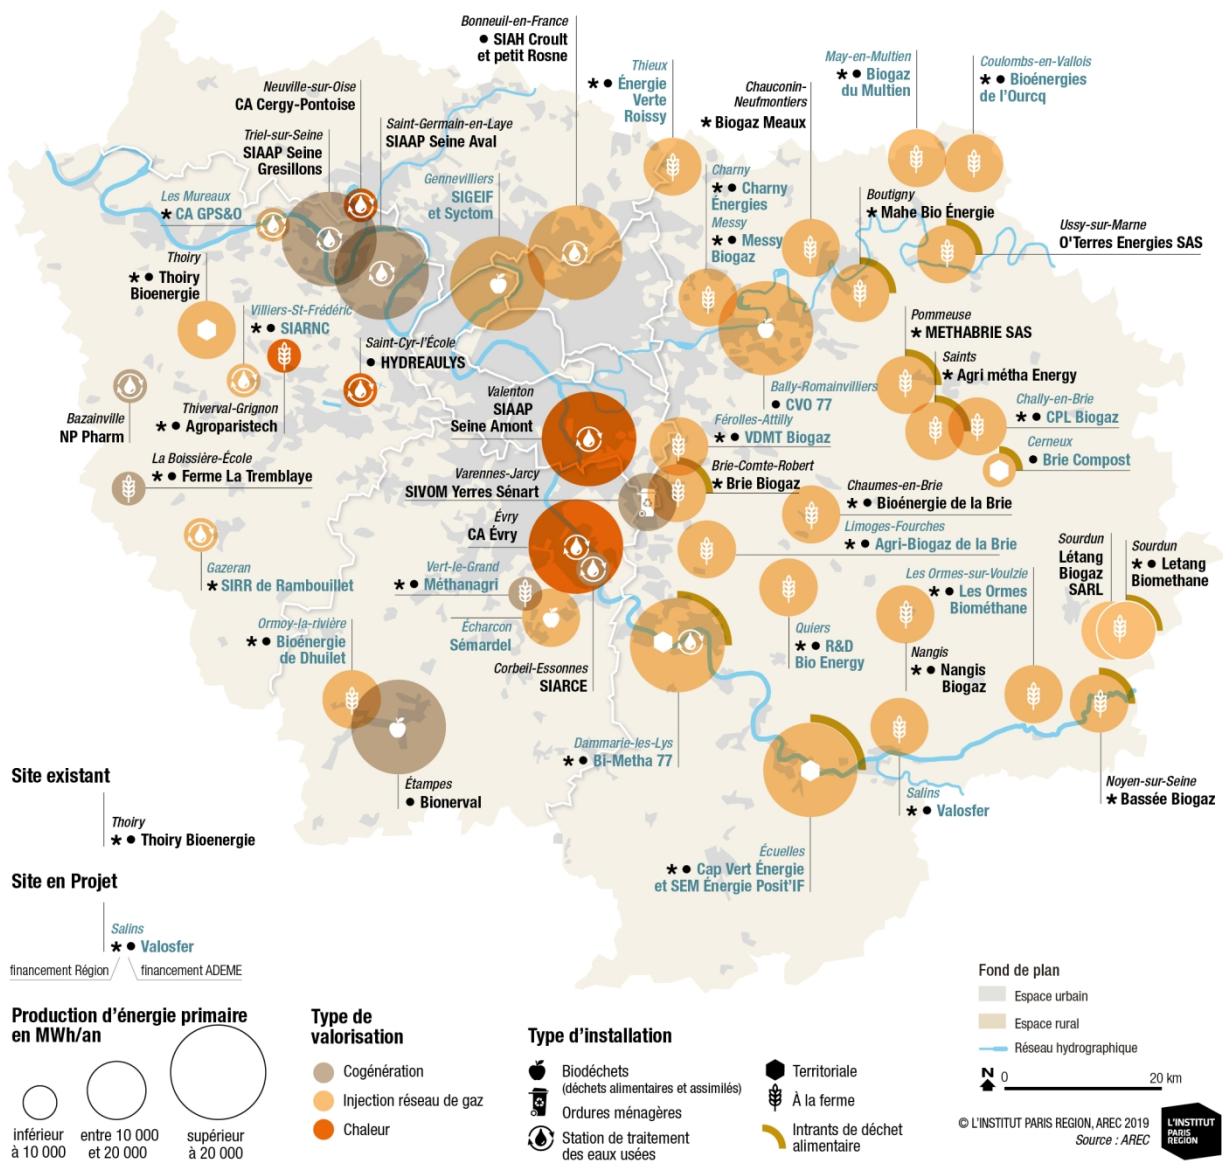 Bonneuil-en-France
● SIAH Croult
et petit Rosne
Neuville-sur-Oise
CA Cergy-Pontoise
Saint-Germain-en-Laye
SIAAP Seine Aval
Triel-sur-Seine
SIAAP Seine
Gresillons
Les Mureaux
* CA GPS&O
Gennevilliers
SIGEIF
et Syctom
Thieux
* ● Énergie
Verte
Roissy
Chauconin-
Neufmontiers
* Biogaz Meaux
May-en-Multien
* ● Biogaz
du Multien
Coulombs-en-Vallois
* ● Bioénergies
de l'Ourcq
Charny
* ● Charny
Énergies
Messy
* ● Messy
Biogaz
Boutigny
* Mahe Bio Énergie
Ussy-sur-Marne
O'Terres Energies SAS
Thoiry
* ● Thoiry
Bioenergie
Villiers-St-Frédéric
* ● SIARNC
Saint-Cyr-l'École
● HYDREAULYS
Pommeuse
* METHABRIE SAS
Saints
* Agri métha Energy
Chally-en-Brie
* ● CPL Biogaz
Cerneux
● Brie Compost
Bally-Romainvilliers
● CVO 77
Bazainville
NP Pharm
Thiverval-Grignon
* ● Agroparistech
Valenton
SIAAP
Seine Amont
Férolles-Attilly
* ● VDMT Biogaz
La Boissière-École
* ● Ferme La Tremblaye
Varennes-Jarcy
SIVOM Yerres Sénart
Brie-Comte-Robert
* Brie Biogaz
Chaumes-en-Brie
* ● Bioénergie de la Brie
Évry
CA Évry
Limoges-Fourches
* ● Agri-Biogaz de la Brie
Gazeran
* SIRR de Rambouillet
Vert-le-Grand
* ● Méthanagri
Écharcon
Sémardel
Corbeil-Essonnes
SIARCE
Ormoy-la-rivière
* ● Bioénergie
de Dhuilet
Quiers
* ● R&D
Bio Energy
Les Ormes-sur-Voulzie
* ● Les Ormes
Biométhane
Sourdun
Létang
Biogaz
SARL
Sourdun
* ● Letang
Biomethane
Nangis
* ● Nangis
Biogaz
Dammarie-les-Lys
* ● Bi-Metha 77
Étampes
● Bionerval
Salins
* ● Valosfer
Noyen-sur-Seine
* Bassée Biogaz
Écuelles
* ● Cap Vert Énergie
et SEM Énergie Posit'IF
Site existant
Thoiry
* ● Thoiry Bioenergie
Site en Projet
Salins
* ● Valosfer
financement Région
financement ADEME
Production d'énergie primaire
en MWh/an
inférieur
à 10 000
entre 10 000
et 20 000
supérieur
à 20 000
Type de
valorisation
Cogénération
Injection réseau de gaz
Chaleur
Type d'installation
Biodéchets
(déchets alimentaires et assimilés)
Ordures ménagères
Station de traitement
des eaux usées
Territoriale
À la ferme
Intrants de déchet
alimentaire
Fond de plan
Espace urbain
Espace rural
Réseau hydrographique
N
0
20 km
© L'INSTITUT PARIS REGION, AREC 2019
Source : AREC
L'INSTITUT
PARIS
REGION